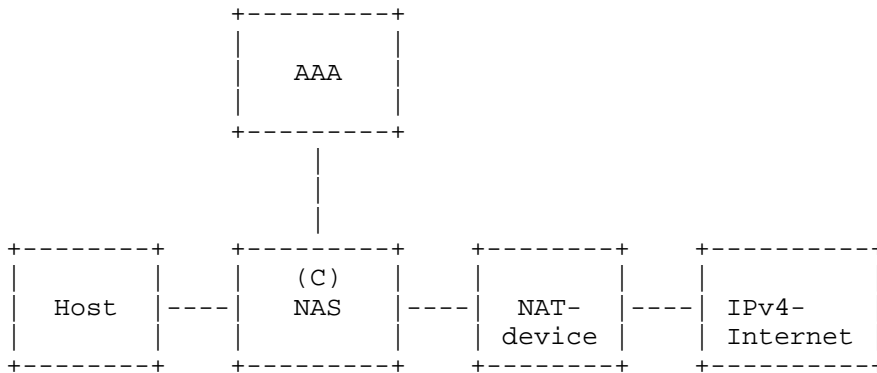 AAA
(C)
Host NAS NAT- IPv4-
device Internet